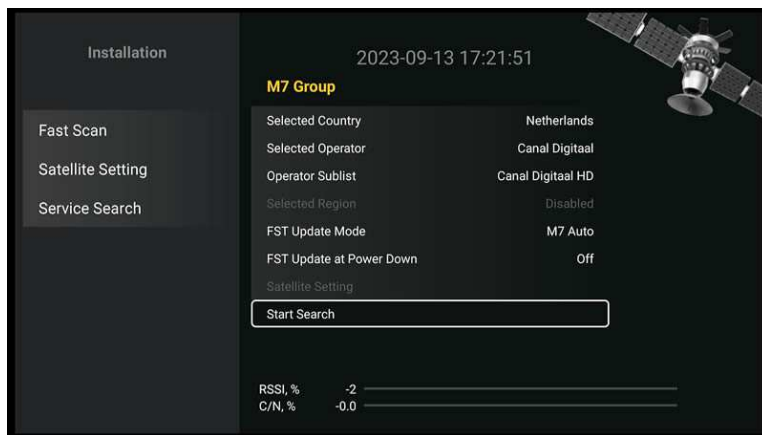 Installation
2023-09-13 17:21:51
Fast Scan
Satellite Setting
Service Search
M7 Group
Selected Country Netherlands
Selected Operator Canal Digitaal
Operator Sublist Canal Digitaal HD
Selected Region Disabled
FST Update Mode M7 Auto
FST Update at Power Down Off
Satellite Setting
Start Search
RSSI, % -2
C/N, % -0.0